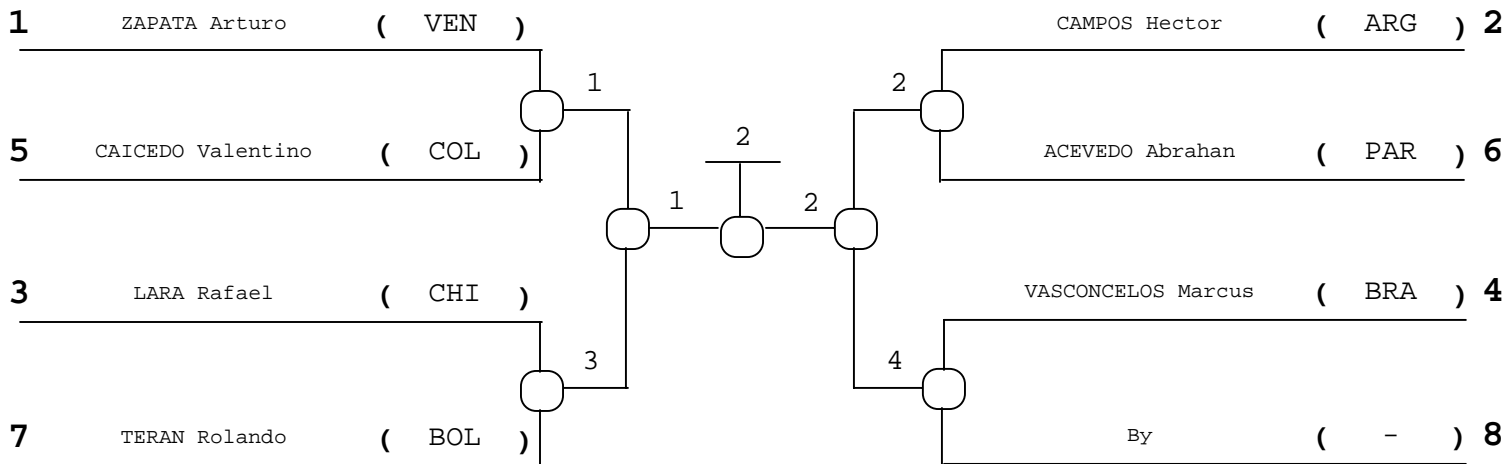 1 ZAPATA Arturo ( VEN ) CAMPOS Hector ( ARG ) 2
1 2
5 CAICEDO Valentino ( COL ) 2 ACEVEDO Abrahan ( PAR ) 6
1 2
3 LARA Rafael ( CHI ) VASCONCELOS Marcus ( BRA ) 4
3 4
7 TERAN Rolando ( BOL ) By ( - ) 8